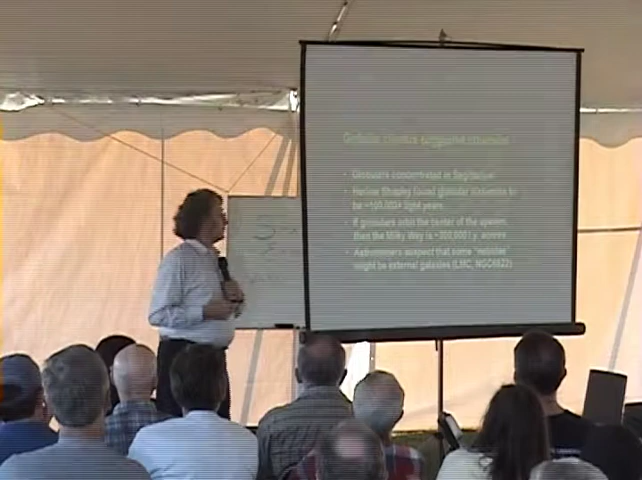 Globular clusters suggested structure
• Globulars concentrated in Sagittarius
• Harlow Shapley found globular distances to
be ~100,000+ light years
If globulars orbit the center of the system,
then the Milky Way is ~300,000 l.y. across
• Astronomers suspect that some "nebulae"
might be external galaxies (LMC, NGC6822)